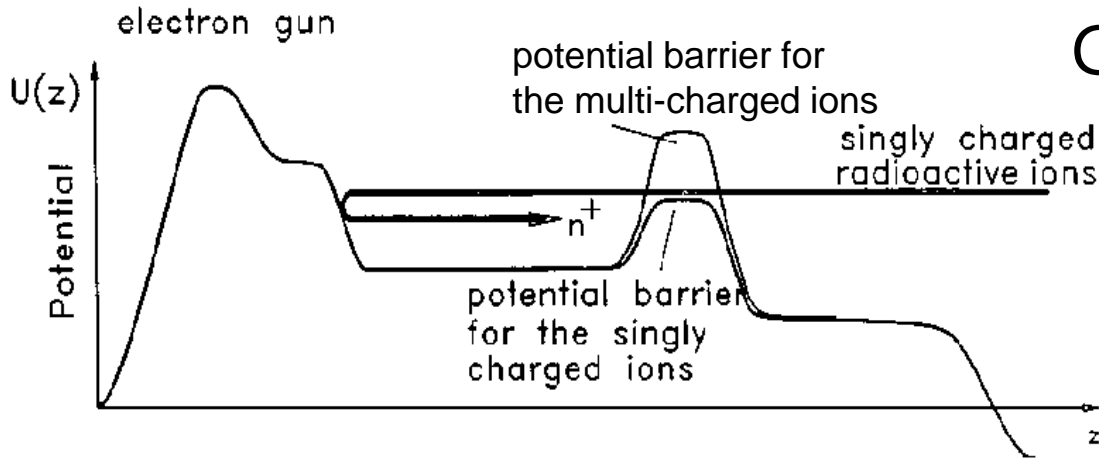 electron gun
C
potential barrier for
the multi-charged ions
U(z)
singly charged
radioactive ions
Potential
n+
potential barrier
for the singly
charged ions
z